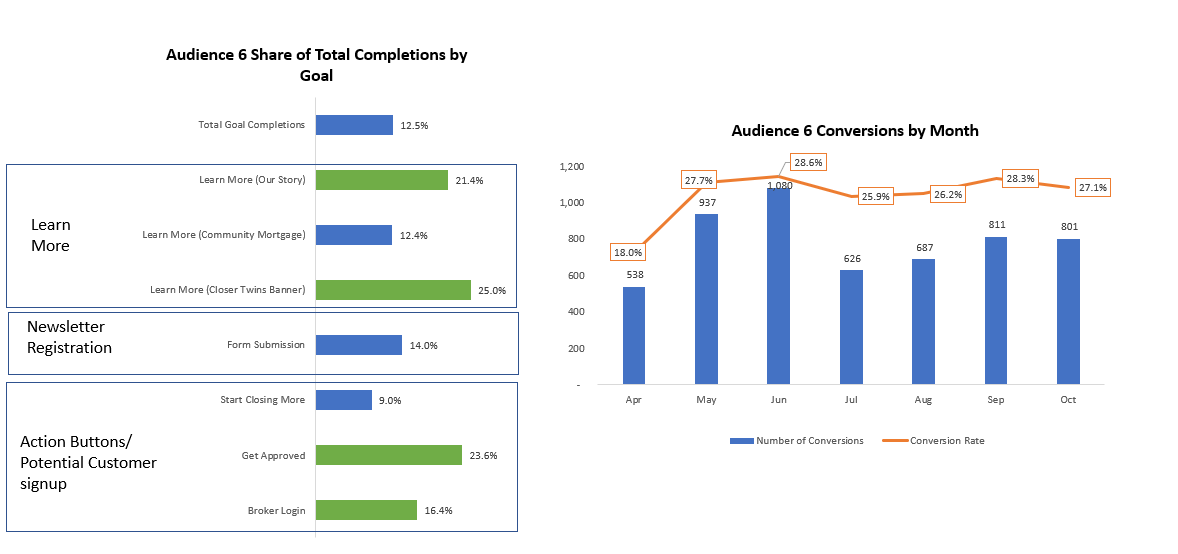 Audience 6 Share of Total Completions by
Goal
Total Goal Completions
12.5%
Learn
More
Learn More (Our Story)
21.4%
Learn More (Community Mortgage)
12.4%
Learn More (Closer Twins Banner)
25.0%
Newsletter
Registration
Form Submission
14.0%
Action Buttons/
Potential Customer
signup
Start Closing More
9.0%
Get Approved
23.6%
Broker Login
16.4%
Audience 6 Conversions by Month
1,200
1,000
800
600
400
200
-
18.0%
27.7%
28.6%
25.9%
26.2%
28.3%
27.1%
538
937
1,080
626
687
811
801
Apr
May
Jun
Jul
Aug
Sep
Oct
Number of Conversions
Conversion Rate